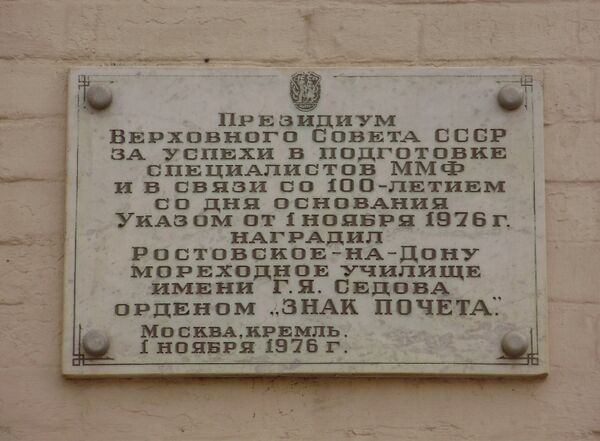 Президиум
Верховного Совета СССР
за успехи в подготовке
специалистов ММФ
и в связи со 100-летием
со дня основания
Указом от 1 ноября 1976 г.
наградил
Ростовское-на-Дону
мореходное училище
имени Г.Я. Седова
орденом „Знак Почета".
Москва, Кремль.
1 ноября 1976 г.